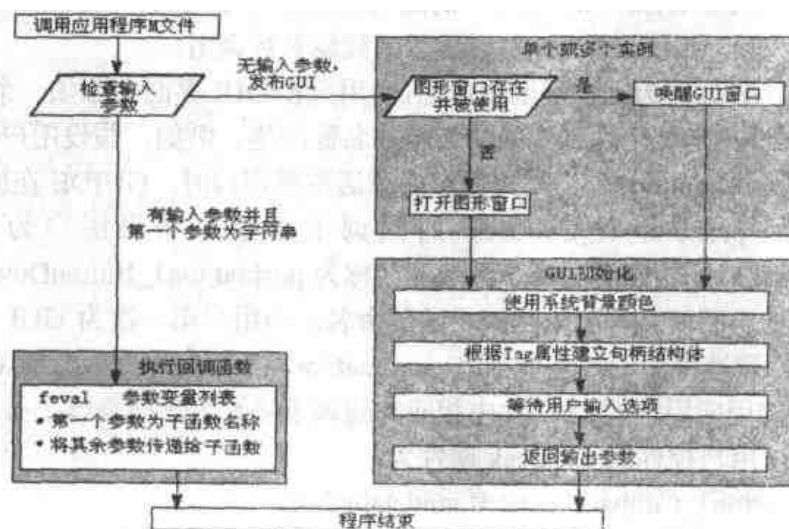 调用应用程序M文件
检查输入
参数
无输入参数,
发布GUI
单个或多个实例
图形窗口存在
并被使用
是
唤醒GUI窗口
否
打开图形窗口
有输入参数并且
第一个参数为字符串
GUI初始化
使用系统背景颜色
根据Tag属性建立句柄结构体
等待用户输入选项
返回输出参数
执行回调函数
feval 参数变量列表
* 第一个参数为子函数名称
* 将其余参数传递给子函数
程序结束